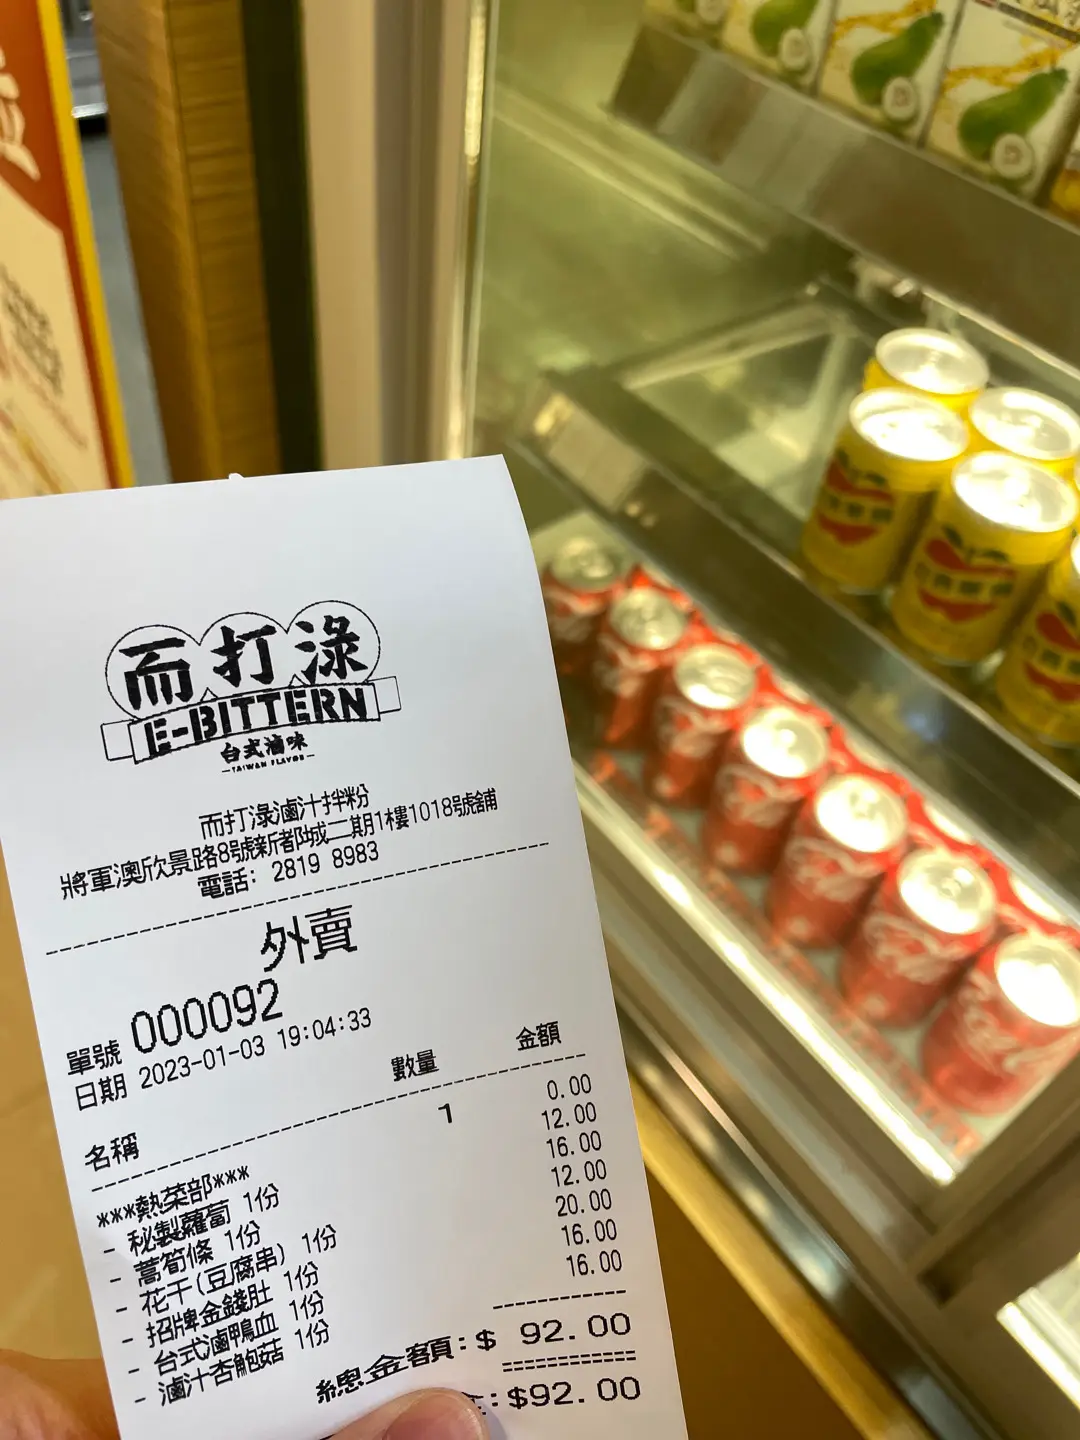 而打淥
E-BITTERN
台式滷味
TAIWAN FLAVOR
而打淥滷汁拌粉
將軍澳欣景路8號新都城二期1樓1018號舖
電話: 2819 8983
外賣
單號 000092
日期 2023-01-03 19:04:33
名稱 數量 金額
***熱菜部*** 1 0.00
- 秘製蘿蔔 1份 12.00
- 蒿筍條 1份 16.00
- 花干(豆腐串) 1份 12.00
- 招牌金錢肚 1份 20.00
- 台式滷鴨血 1份 16.00
- 滷汁杏鮑菇 1份 16.00
總金額:$ 92.00
:$92.00